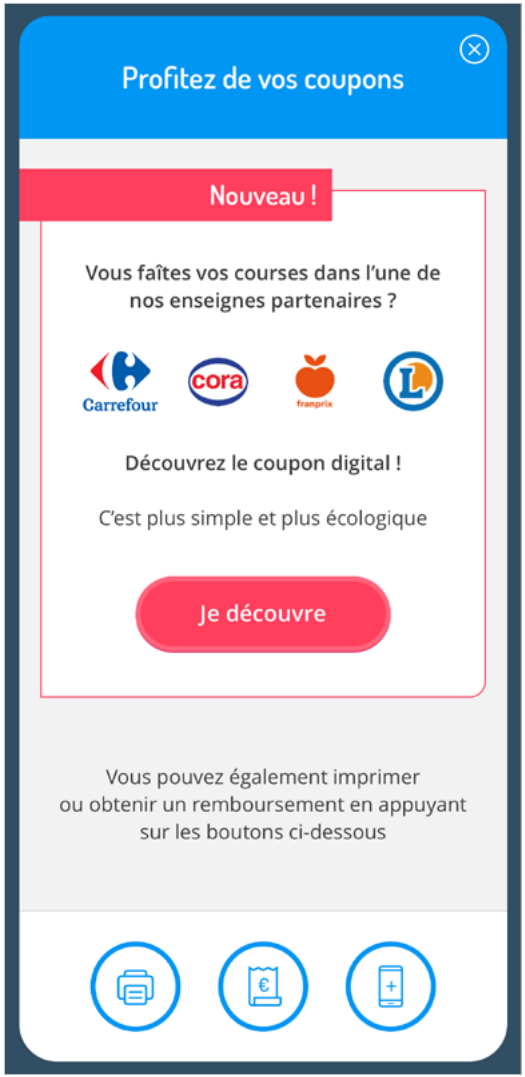 Profitez de vos coupons
Nouveau !
Vous faîtes vos courses dans l’une de
nos enseignes partenaires ?
Carrefour
cora
franprix
L
Découvrez le coupon digital !
C’est plus simple et plus écologique
Je découvre
Vous pouvez également imprimer
ou obtenir un remboursement en appuyant
sur les boutons ci-dessous
€
+